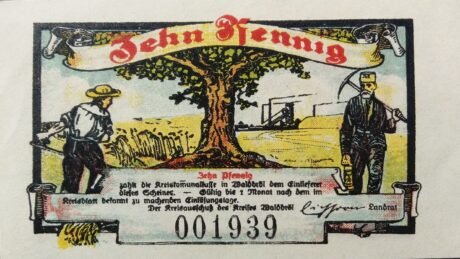 Zehn Pfennig
Zehn Pfennig
zahlt die Kreiskommunalkasse in Waldbröl dem Einlieferer
dieses Scheines. — Gültig bis 1 Monat nach dem im
Kreisblatt bekannt zu machenden Einlösungstage.
Der Kreisausschuß des Kreises Waldbröl
Landrat
001939